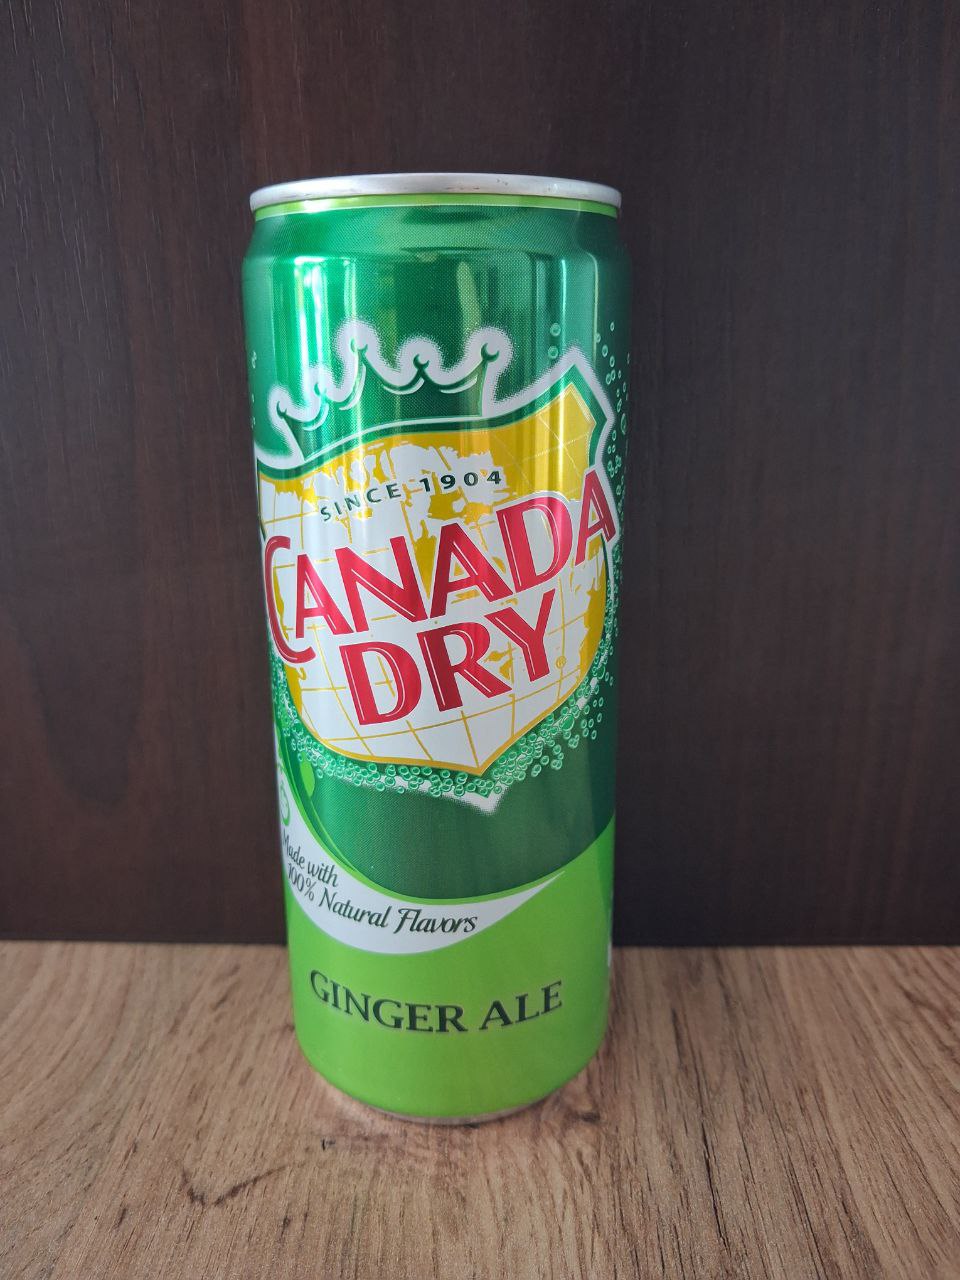 SINCE 1904
CANADA
DRY
Made with
100% Natural Flavors
GINGER ALE